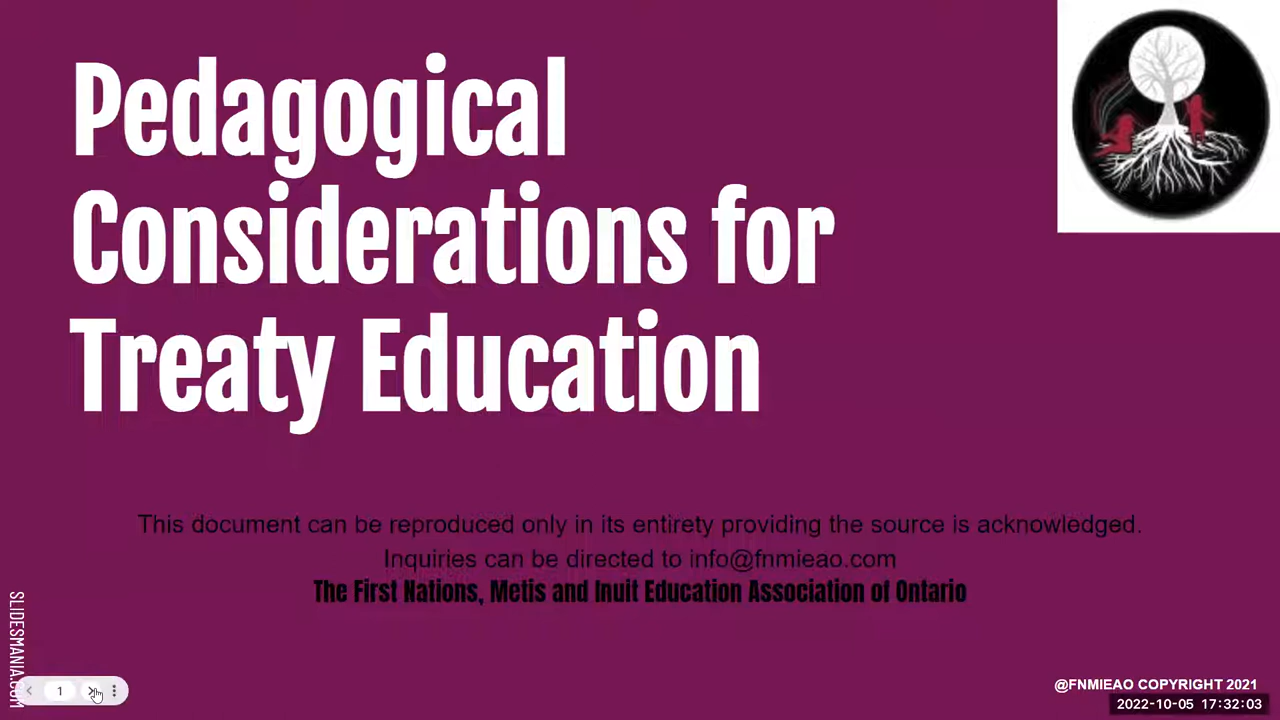 Pedagogical
Considerations for
Treaty Education
This document can be reproduced only in its entirety providing the source is acknowledged.
Inquiries can be directed to info@fnmieao.com
The First Nations, Metis and Inuit Education Association of Ontario
SLIDESMANIA.COM
1
@FNMIEAO COPYRIGHT 2021
2022-10-05 17:32:03